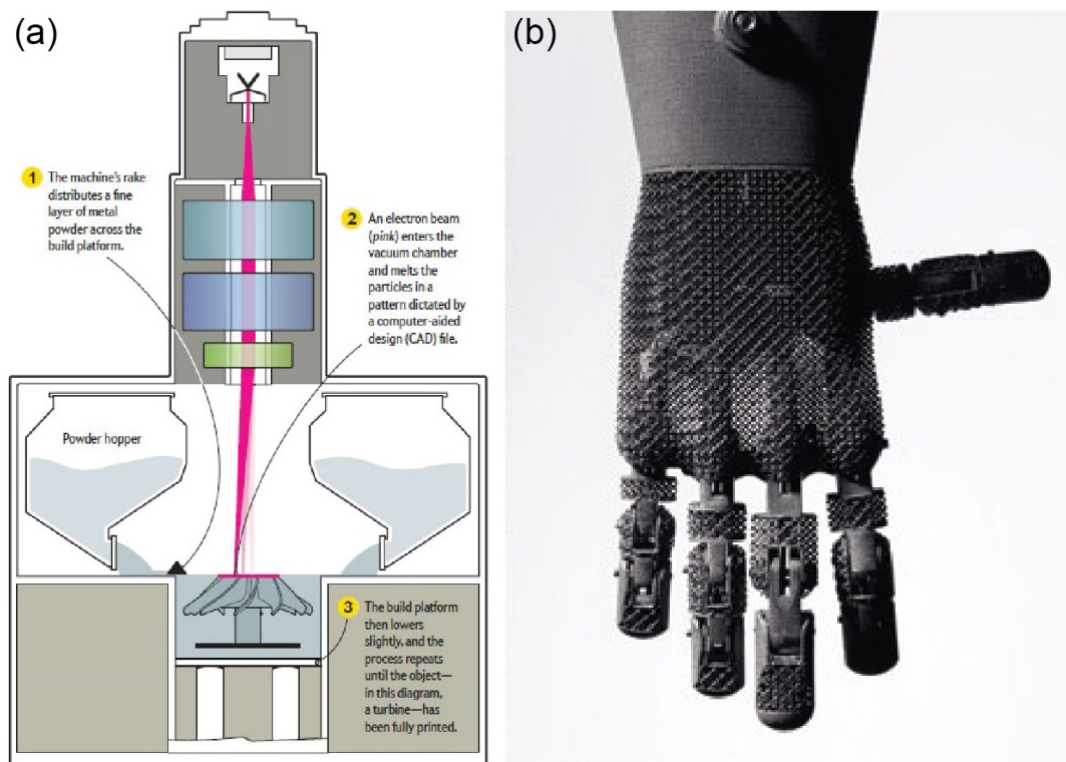 (a)
(b)
1 The machine's rake
distributes a fine
layer of metal
powder across the
build platform.
2 An electron beam
(pink) enters the
vacuum chamber
and melts the
particles in a
pattern dictated by
a computer-aided
design (CAD) file.
Powder hopper
3 The build platform
then lowers
slightly, and the
process repeats
until the object—
in this diagram,
a turbine—has
been fully printed.